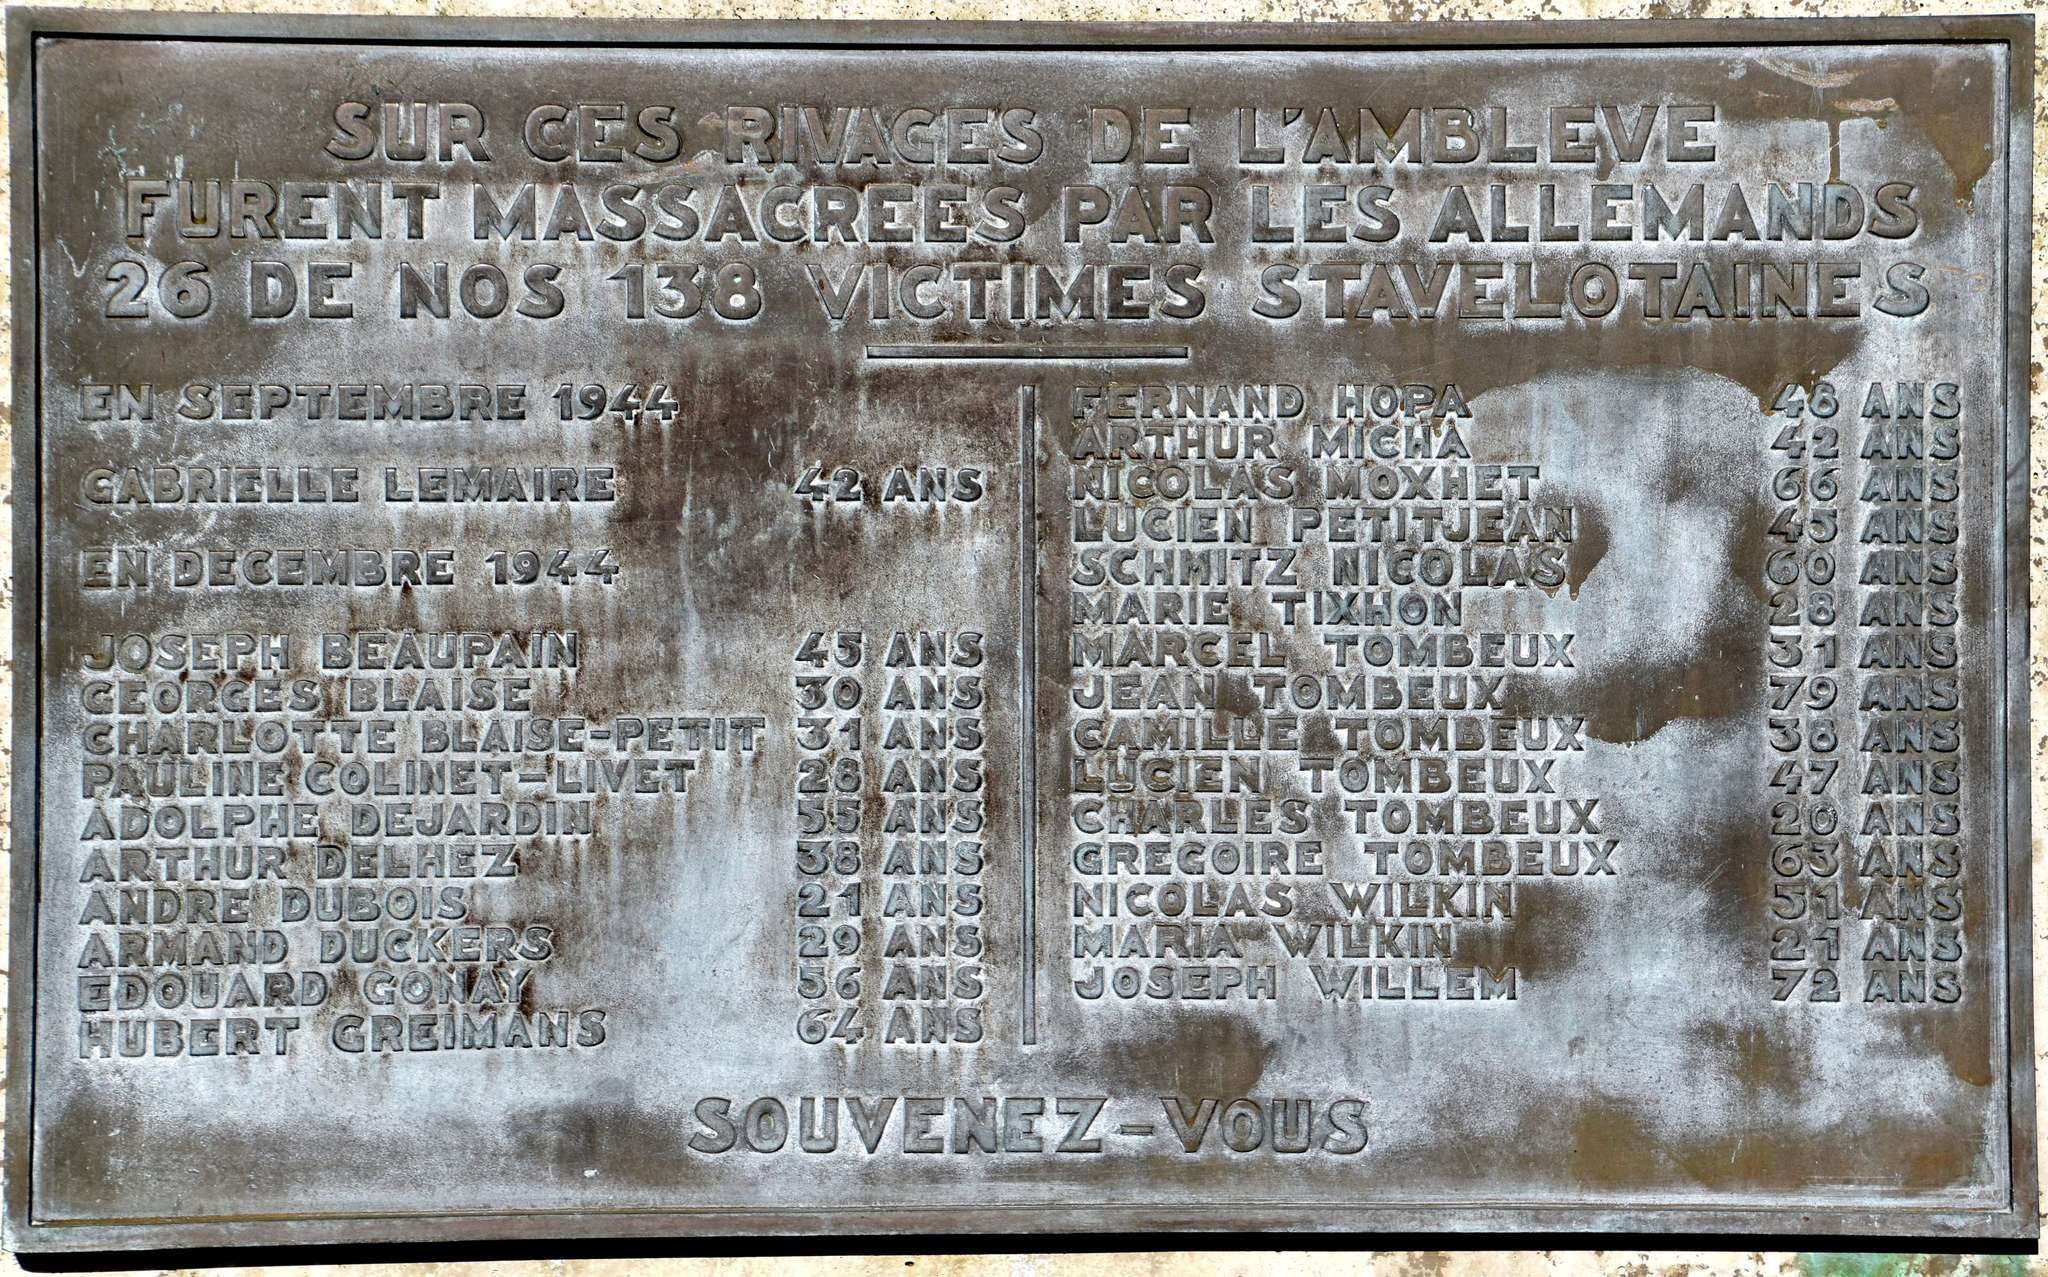 SUR CES RIVAGES DE L'AMBLEVE
FURENT MASSACREES PAR LES ALLEMANDS
26 DE NOS 138 VICTIMES STAVELOTAINES
EN SEPTEMBRE 1944
GABRIELLE LEMAIRE 42 ANS
EN DECEMBRE 1944
JOSEPH BEAUPAIN 45 ANS
GEORGES BLAISE 30 ANS
CHARLOTTE BLAISE-PETIT 31 ANS
PAULINE COLINET-LIVET 28 ANS
ADOLPHE DEJARDIN 55 ANS
ARTHUR DELHEZ 38 ANS
ANDRE DUBOIS 21 ANS
ARMAND DUCKERS 29 ANS
EDOUARD GONAY 56 ANS
HUBERT GREIMANS 64 ANS
FERNAND HOPA 48 ANS
ARTHUR MICHA 42 ANS
NICOLAS MOXHET 66 ANS
LUCIEN PETITJEAN 45 ANS
SCHMITZ NICOLAS 60 ANS
MARIE TIXHON 28 ANS
MARCEL TOMBEUX 31 ANS
JEAN TOMBEUX 79 ANS
CAMILLE TOMBEUX 38 ANS
LUCIEN TOMBEUX 47 ANS
CHARLES TOMBEUX 20 ANS
GREGOIRE TOMBEUX 63 ANS
NICOLAS WILKIN 51 ANS
MARIA WILKIN 21 ANS
JOSEPH WILLEM 72 ANS
SOUVENEZ-VOUS